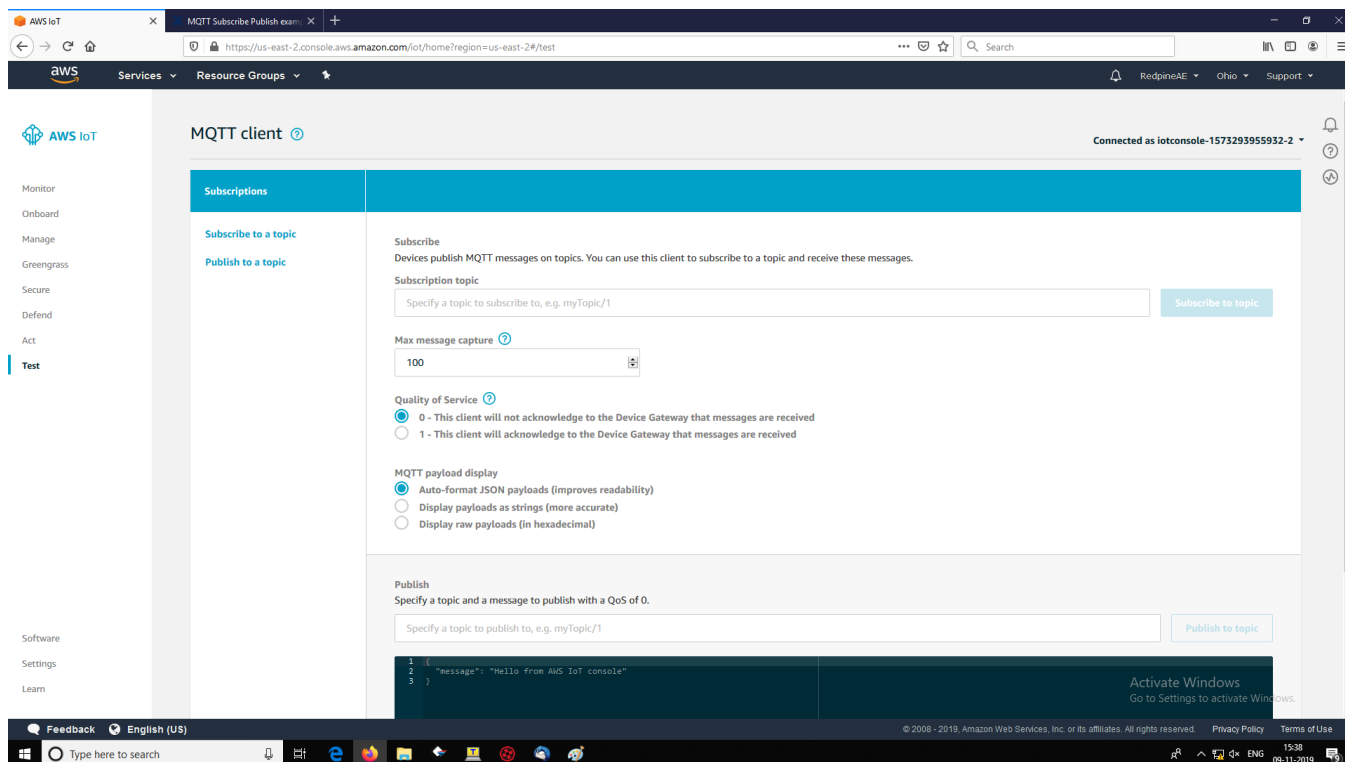 AWS IoT
MQTT Subscribe Publish exam
https://us-east-2.console.aws.amazon.com/iot/home?region=us-east-2#/test
Search
aws
Services
Resource Groups
RedpineAE
Ohio
Support
AWS IoT
MQTT client
Connected as iotconsole-1573293955932-2
Monitor
Onboard
Manage
Greengrass
Secure
Defend
Act
Test
Software
Settings
Learn
Subscriptions
Subscribe to a topic
Publish to a topic
Subscribe
Devices publish MQTT messages on topics. You can use this client to subscribe to a topic and receive these messages.
Subscription topic
Specify a topic to subscribe to, e.g. myTopic/1
Subscribe to topic
Max message capture
100
Quality of Service
0 - This client will not acknowledge to the Device Gateway that messages are received
1 - This client will acknowledge to the Device Gateway that messages are received
MQTT payload display
Auto-format JSON payloads (improves readability)
Display payloads as strings (more accurate)
Display raw payloads (in hexadecimal)
Publish
Specify a topic and a message to publish with a QoS of 0.
Specify a topic to publish to, e.g. myTopic/1
Publish to topic
1 {
2 "message": "Hello from AWS IoT console"
3 }
Activate Windows
Go to Settings to activate Windows.
Feedback
English (US)
© 2008 - 2019, Amazon Web Services, Inc. or its affiliates. All rights reserved.
Privacy Policy
Terms of Use
Type here to search
ENG
15:38
09-11-2019